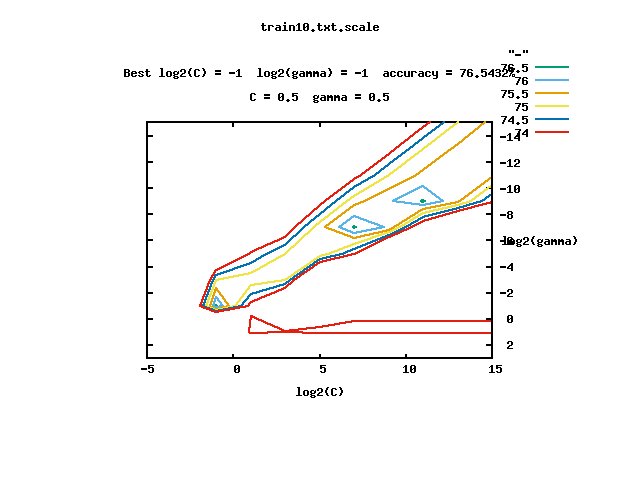 train10.txt.scale
"-"
Best log2(C) = -1  log2(gamma) = -1  accuracy = 76.5432%
C = 0.5  gamma = 0.5
76.5
76
75.5
75
74.5
74
-14
-12
-10
-8
-6
log2(gamma)
-4
-2
0
2
-5 0 5 10 15
log2(C)